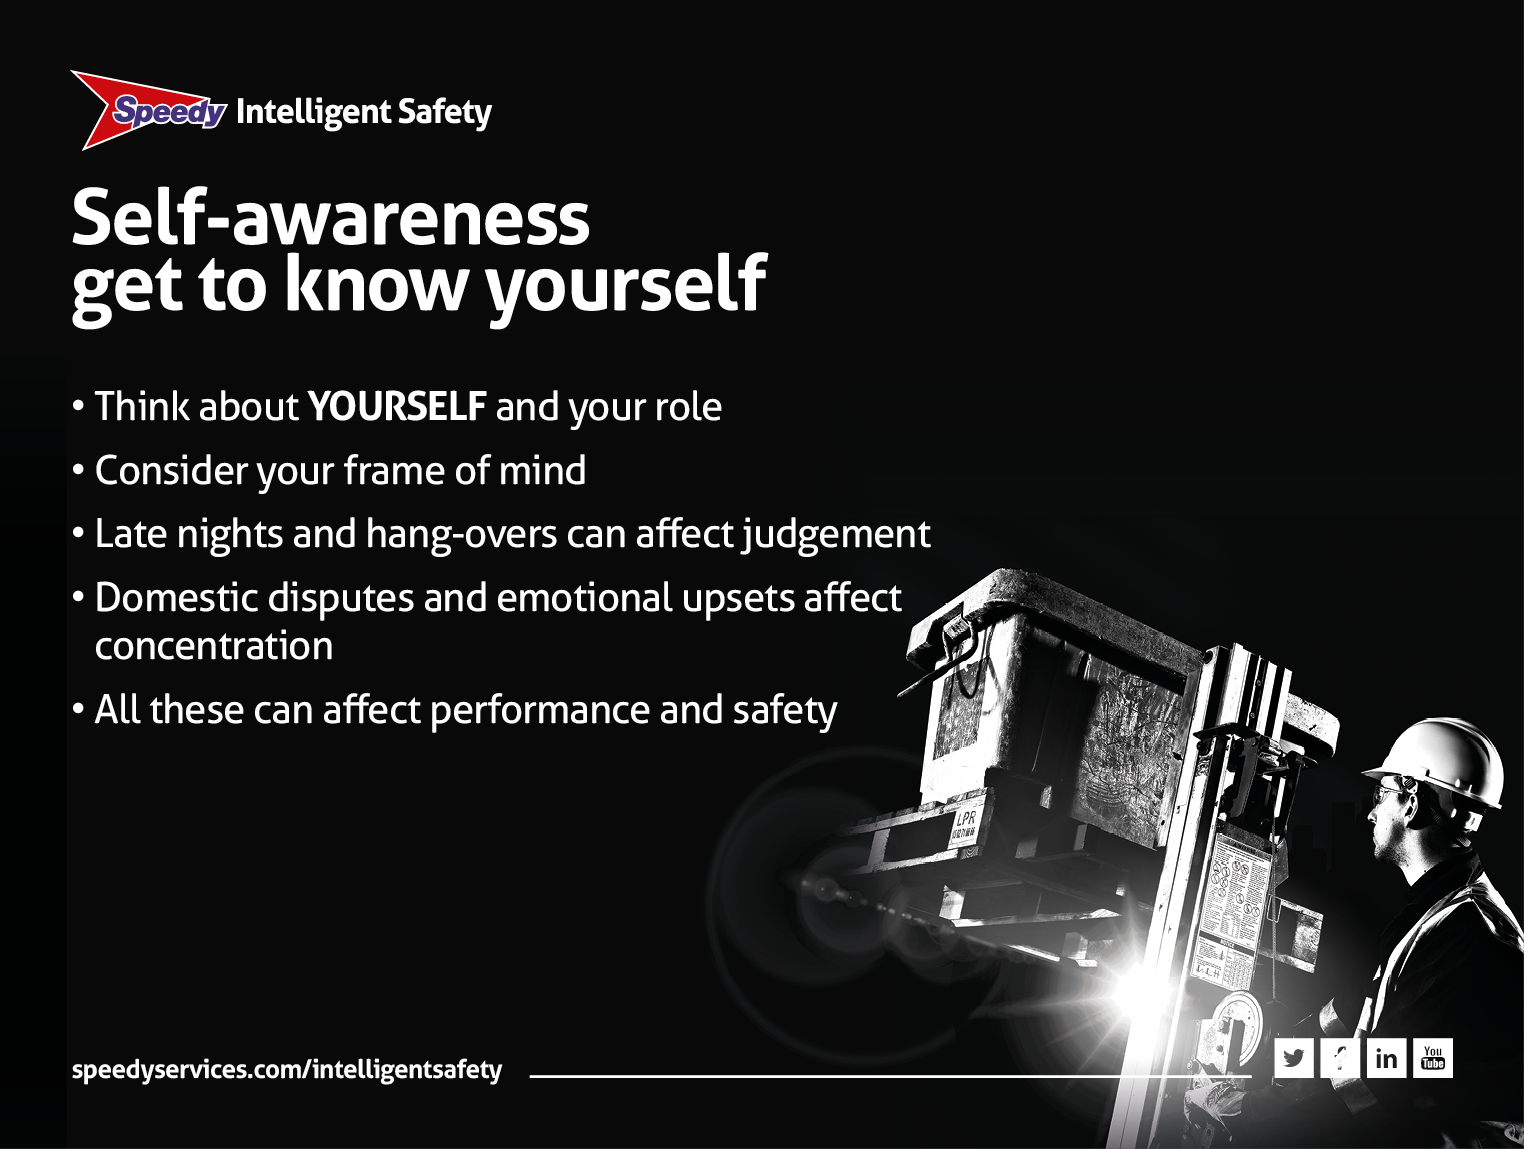 Speedy Intelligent Safety
Self-awareness
get to know yourself
• Think about YOURSELF and your role
• Consider your frame of mind
• Late nights and hang-overs can affect judgement
• Domestic disputes and emotional upsets affect
concentration
• All these can affect performance and safety
LPR
NOTICE
speedyservices.com/intelligentsafety
f in You
Tube